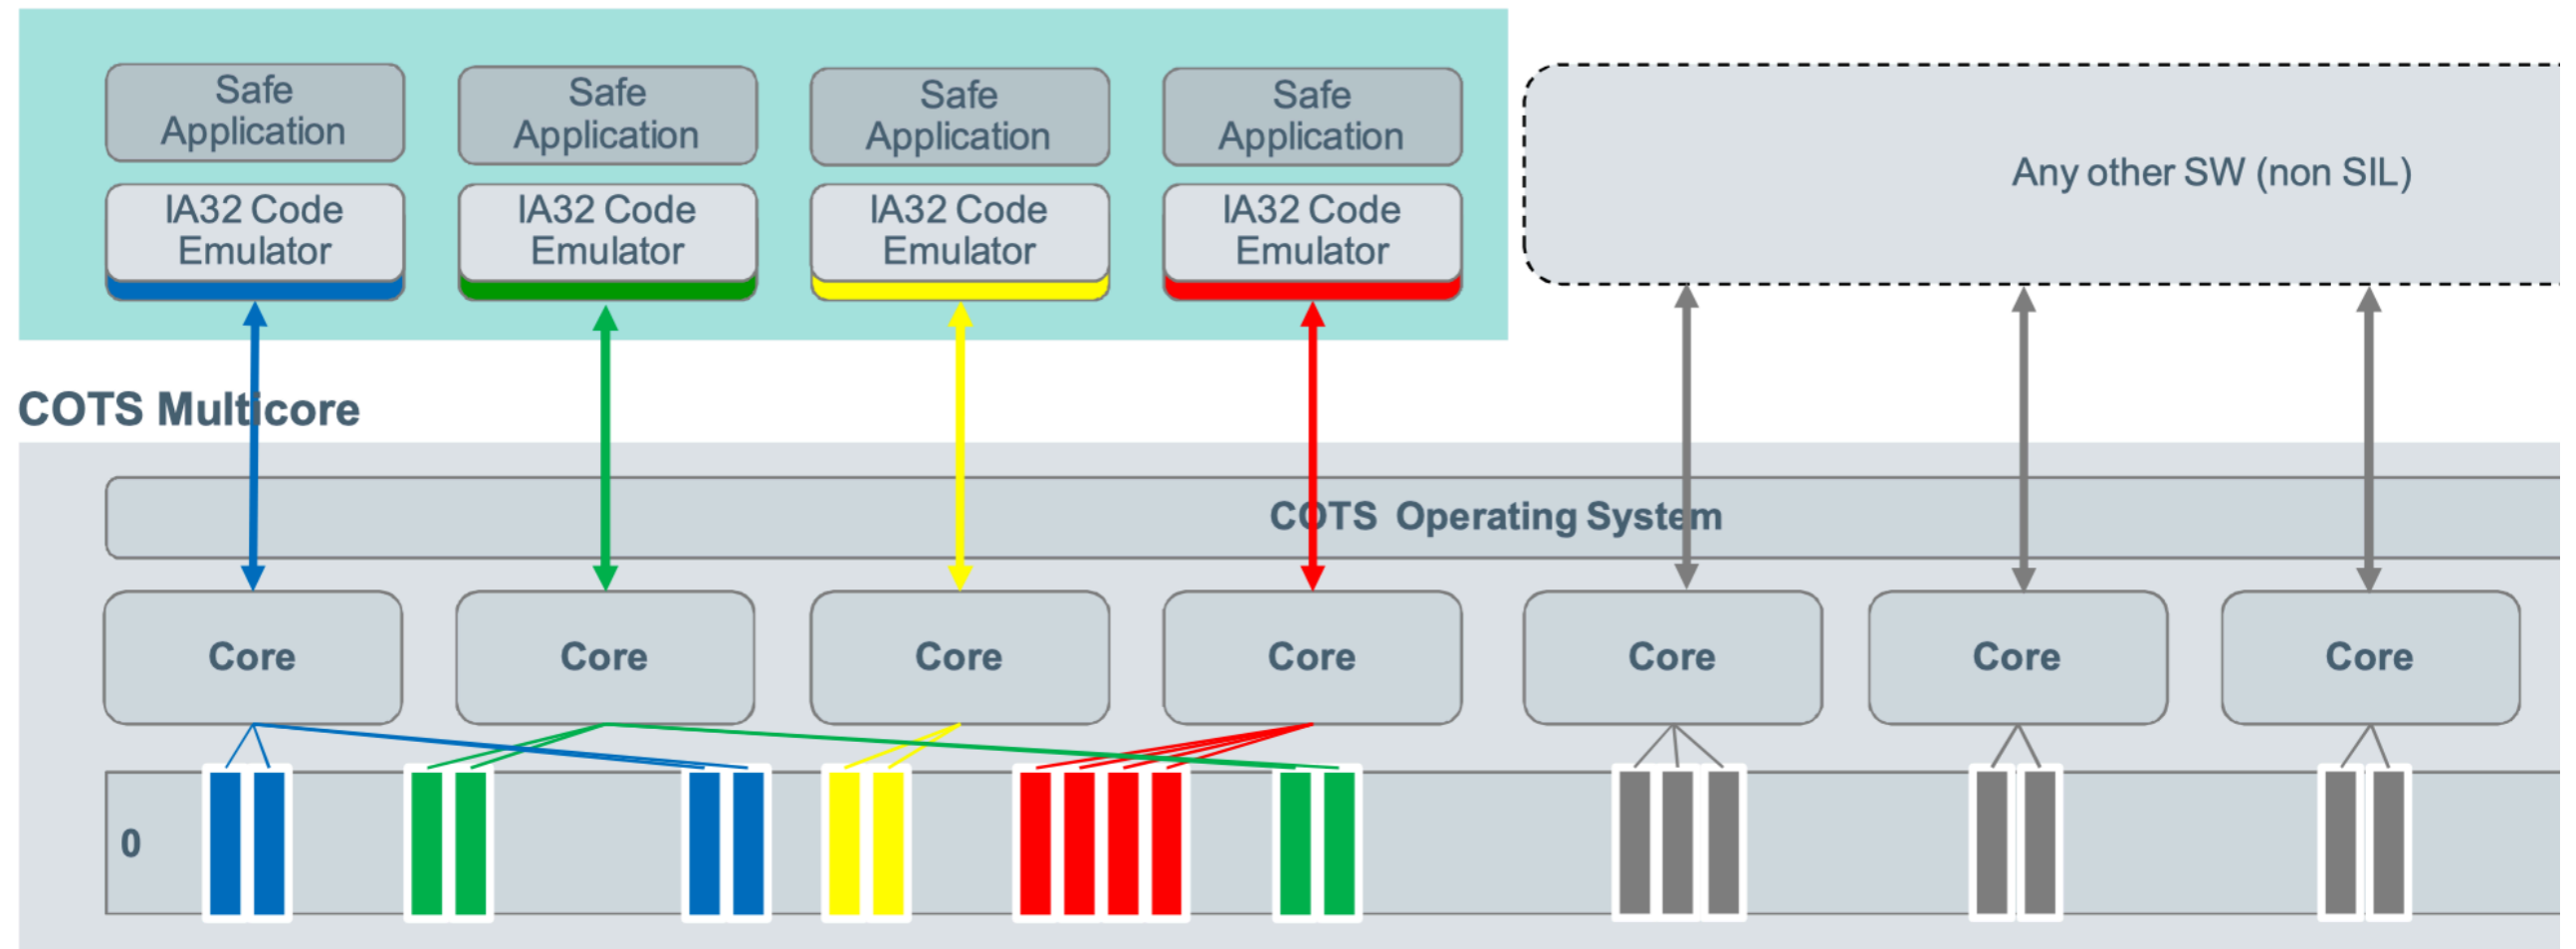 Safe
Application
Safe
Application
Safe
Application
Safe
Application
IA32 Code
Emulator
IA32 Code
Emulator
IA32 Code
Emulator
IA32 Code
Emulator
Any other SW (non SIL)
COTS Multicore
COTS Operating System
Core
Core
Core
Core
Core
Core
Core
0